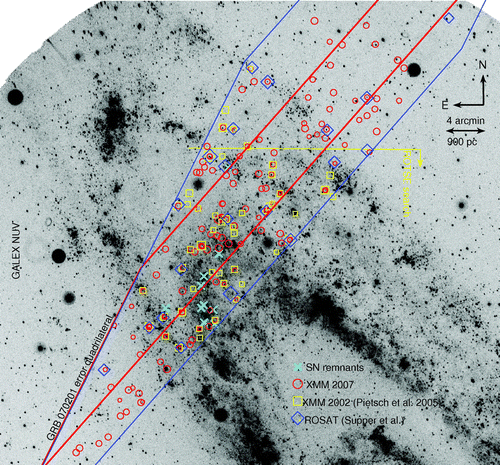 N
E
4 arcmin
990 pc
GALEX NUV
GRB 070201 error quadrilateral
SN remnants
XMM 2007
XMM 2002 (Pietsch et al. 2005)
ROSAT (Supper et al.)